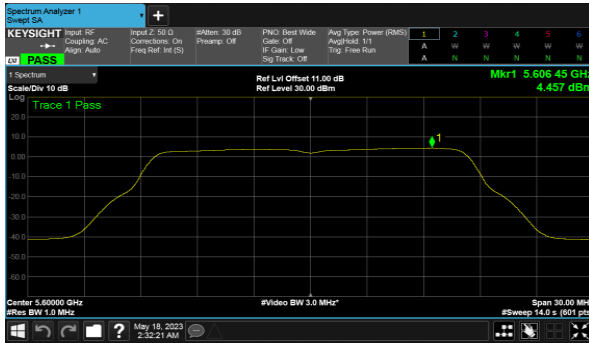 Spectrum Analyzer 1
Swept SA
+
KEYSIGHT
Input: RF
Coupling: AC
Align: Auto
Input Z: 50 Ω
Corrections: On
Freq Ref: Int (S)
#Atten: 30 dB
Preamp: Off
PNO: Best Wide
Gate: Off
IF Gain: Low
Sig Track: Off
Avg Type: Power (RMS)
Avg|Hold: 1/1
Trig: Free Run
1 2 3 4 5 6
A W W W W W
A N N N N N
LXI PASS
1 Spectrum
Scale/Div 10 dB
Ref Lvl Offset 11.00 dB
Ref Level 30.00 dBm
Mkr1 5.606 45 GHz
4.457 dBm
Log
Trace 1 Pass
20.0
10.0
0.00
-10.0
-20.0
-30.0
-40.0
-50.0
-60.0
1
Center 5.60000 GHz
#Res BW 1.0 MHz
#Video BW 3.0 MHz*
Span 30.00 MHz
#Sweep 14.0 s (601 pts)
?
May 18, 2023
2:32:21 AM